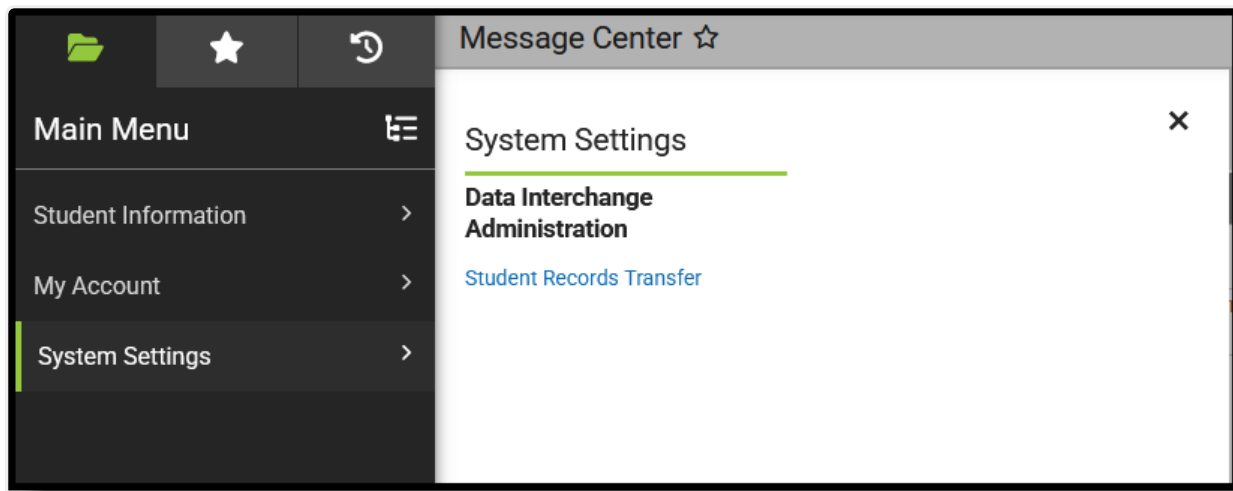 Message Center
Main Menu
System Settings
Data Interchange
Administration
Student Records Transfer
Student Information
My Account
System Settings